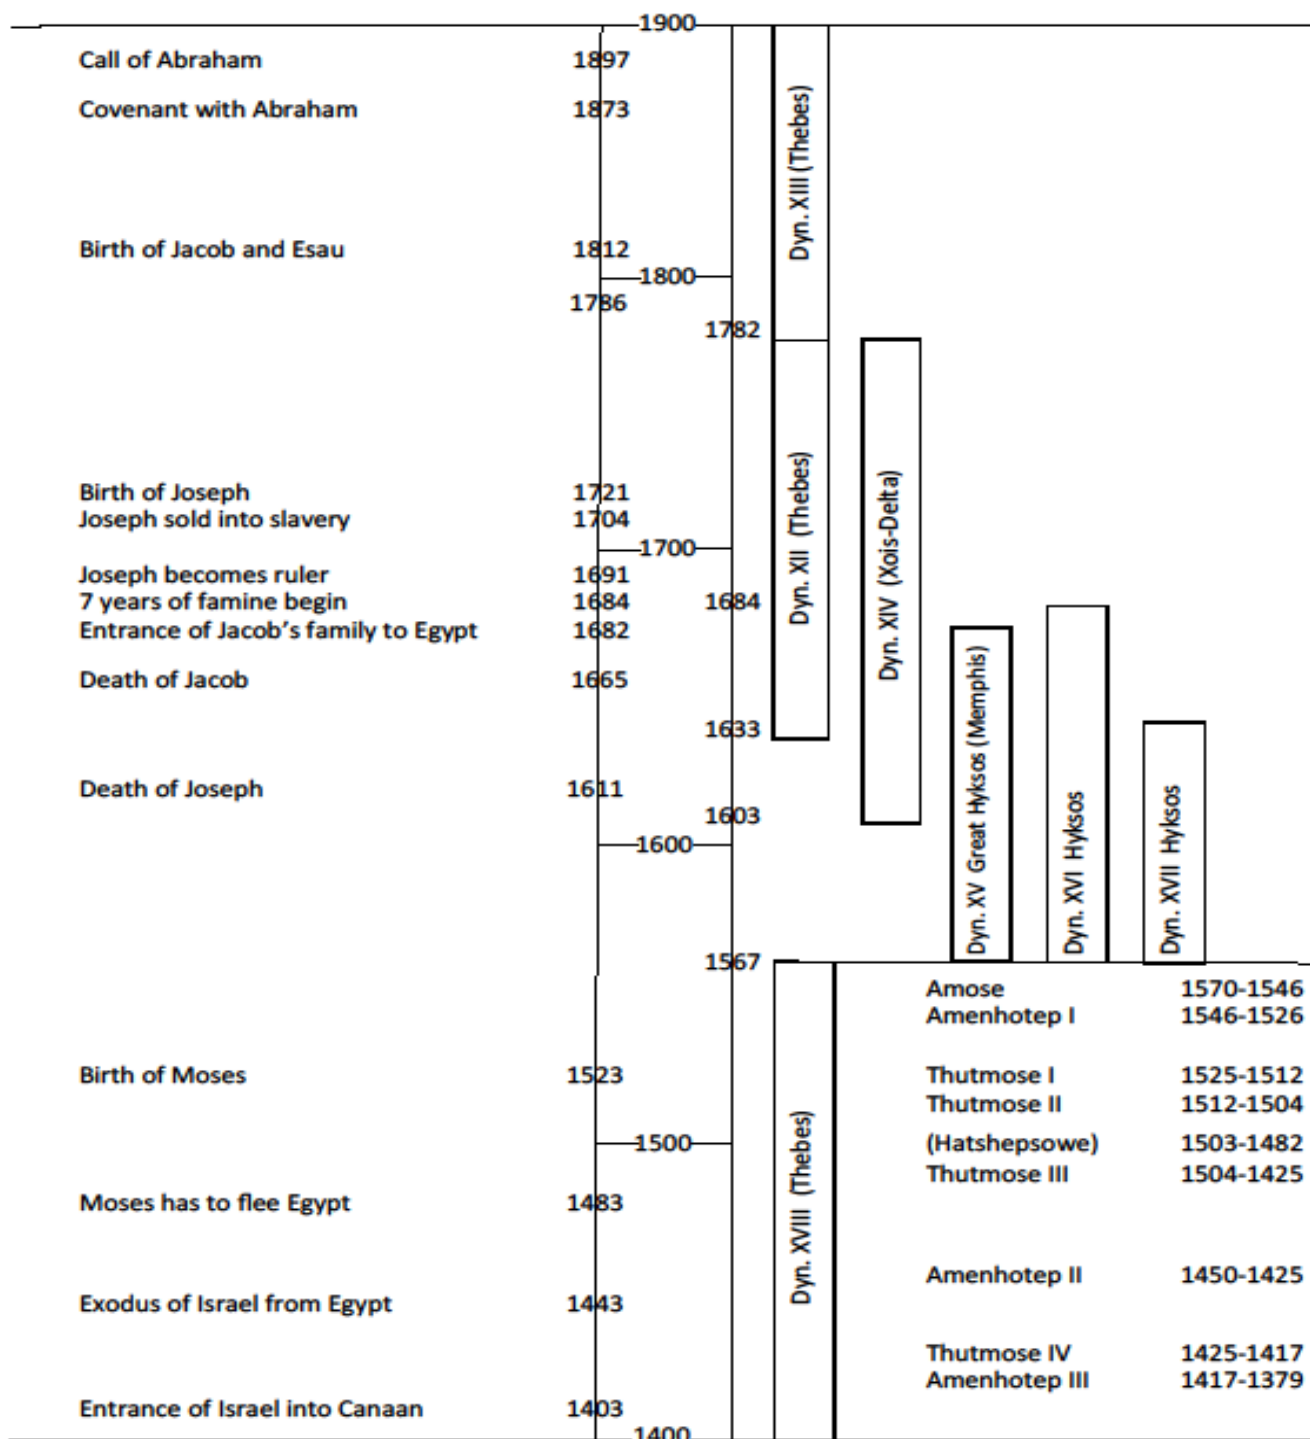 1900
Call of Abraham 1897
Covenant with Abraham 1873
Birth of Jacob and Esau 1812
1800
1786
1782
Birth of Joseph 1721
Joseph sold into slavery 1704
1700
Joseph becomes ruler 1691
7 years of famine begin 1684 1684
Entrance of Jacob's family to Egypt 1682
Death of Jacob 1665
1633
Death of Joseph 1611
1603
1600
1567
Dyn. XIII (Thebes)
Dyn. XII (Thebes)
Dyn. XIV (Xois-Delta)
Dyn. XV Great Hyksos (Memphis)
Dyn. XVI Hyksos
Dyn. XVII Hyksos
Amose 1570-1546
Amenhotep I 1546-1526
Birth of Moses 1523 Thutmose I 1525-1512
Thutmose II 1512-1504
1500 (Hatshepsowe) 1503-1482
Thutmose III 1504-1425
Moses has to flee Egypt 1483
Dyn. XVIII (Thebes)
Amenhotep II 1450-1425
Exodus of Israel from Egypt 1443
Thutmose IV 1425-1417
Amenhotep III 1417-1379
Entrance of Israel into Canaan 1403
1400